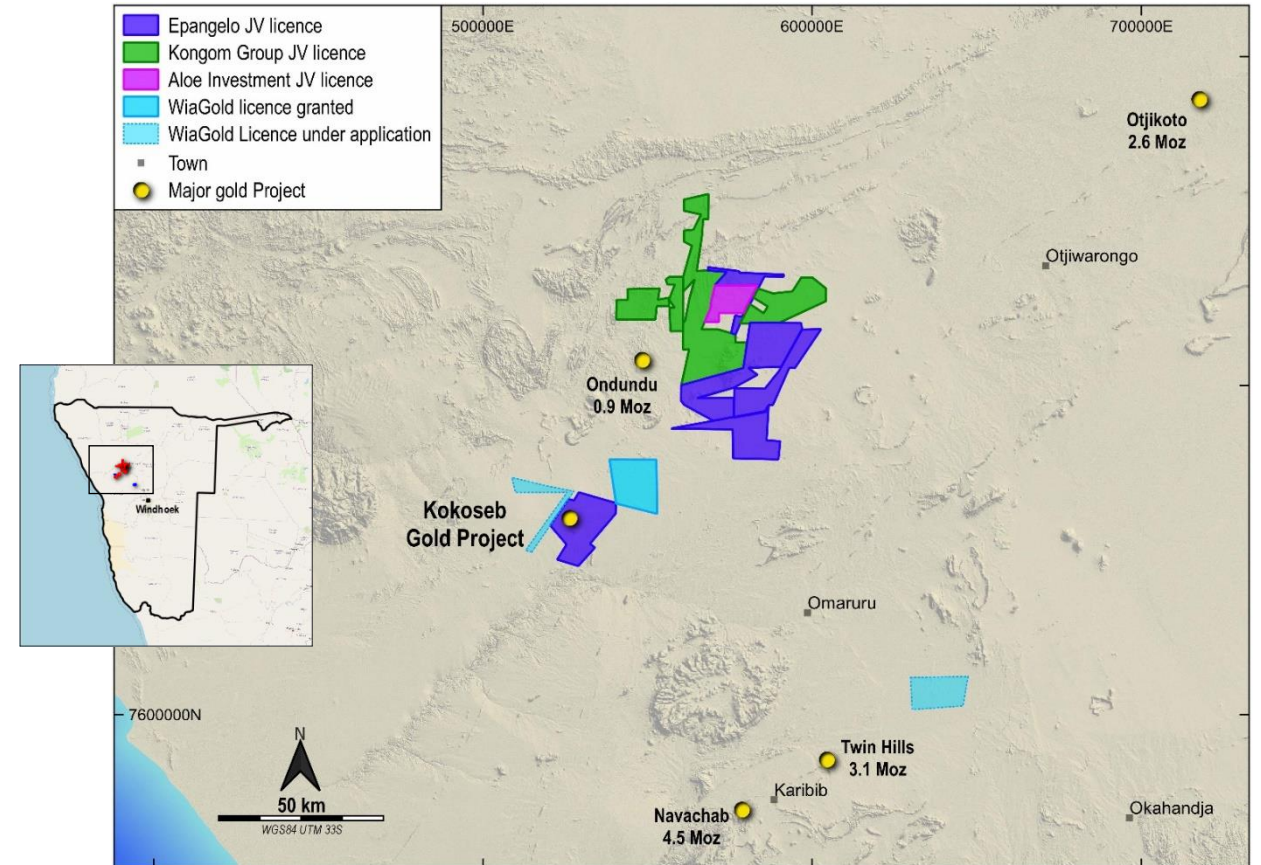 Epangelo JV licence
Kongom Group JV licence
Aloe Investment JV licence
WiaGold licence granted
WiaGold Licence under application
Town
Major gold Project
500000E
600000E
700000E
Otjikoto
2.6 Moz
Otjiwarongo
Ondundu
0.9 Moz
Windhoek
Kokoseb
Gold Project
Omaruru
7600000N
N
50 km
WGS84 UTM 33S
Twin Hills
3.1 Moz
Karibib
Navachab
4.5 Moz
Okahandja